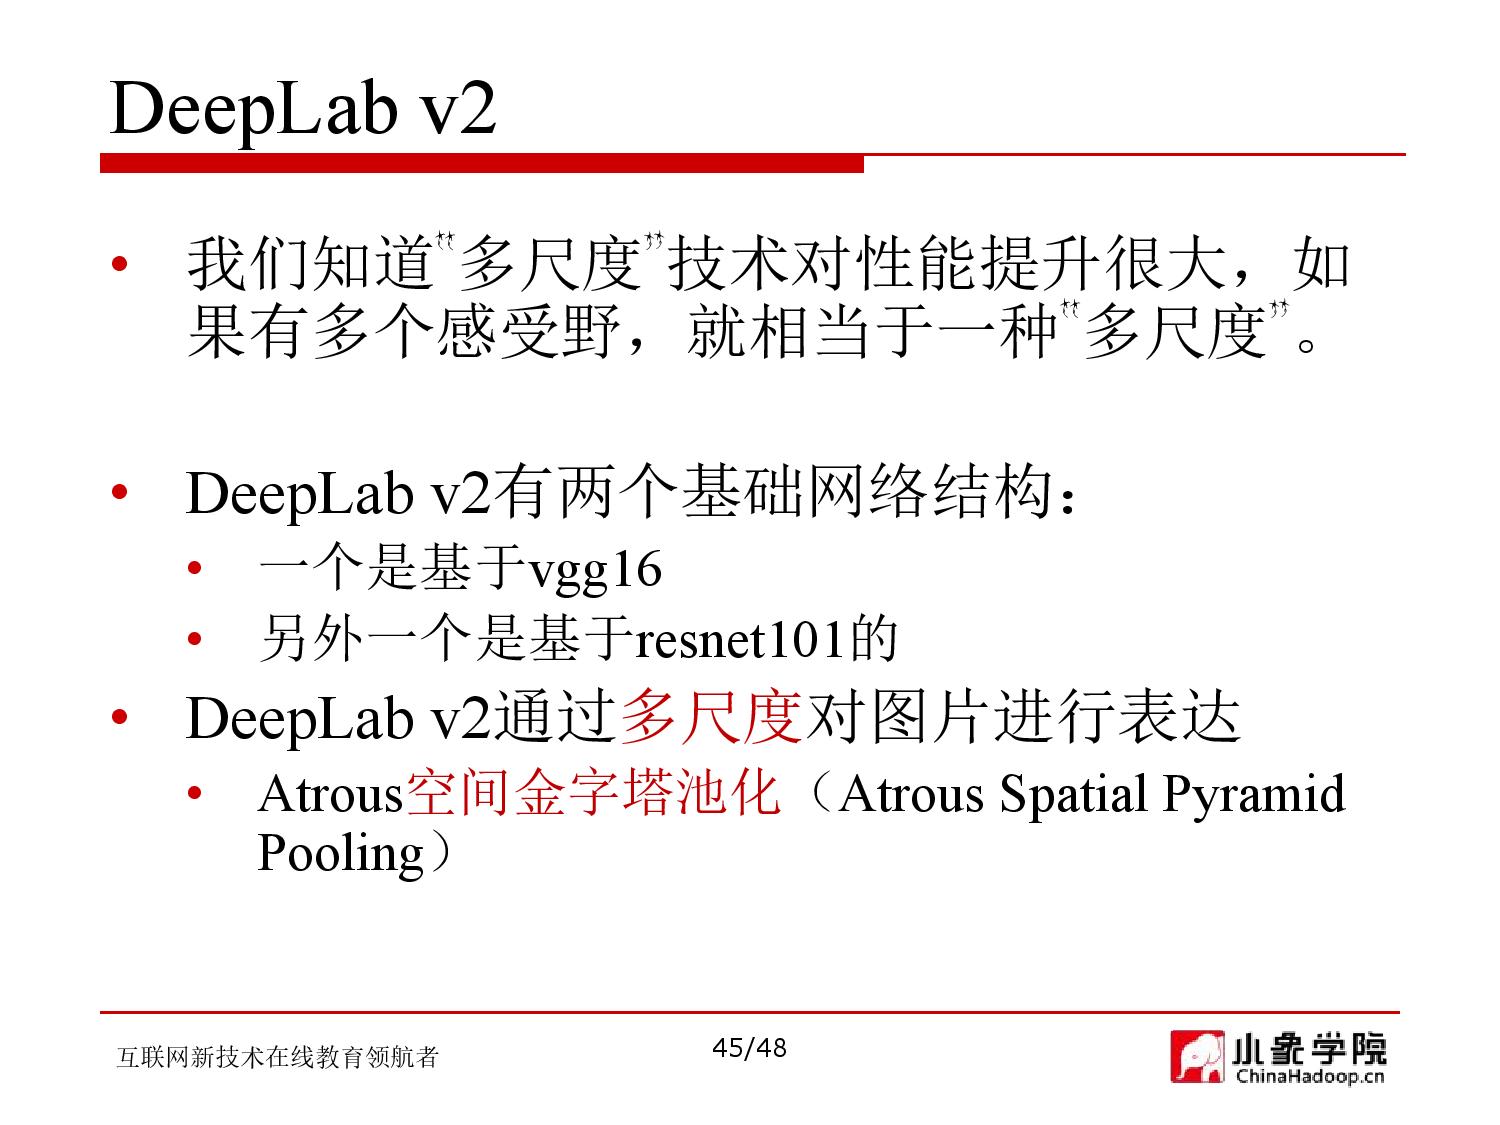 DeepLab v2
• 我们知道“多尺度”技术对性能提升很大，如
果有多个感受野，就相当于一种“多尺度”。
• DeepLab v2有两个基础网络结构：
• 一个是基于vgg16
• 另外一个是基于resnet101的
• DeepLab v2通过多尺度对图片进行表达
• Atrous空间金字塔池化（Atrous Spatial Pyramid
Pooling）
互联网新技术在线教育领航者
45/48
小象学院
ChinaHadoop.cn